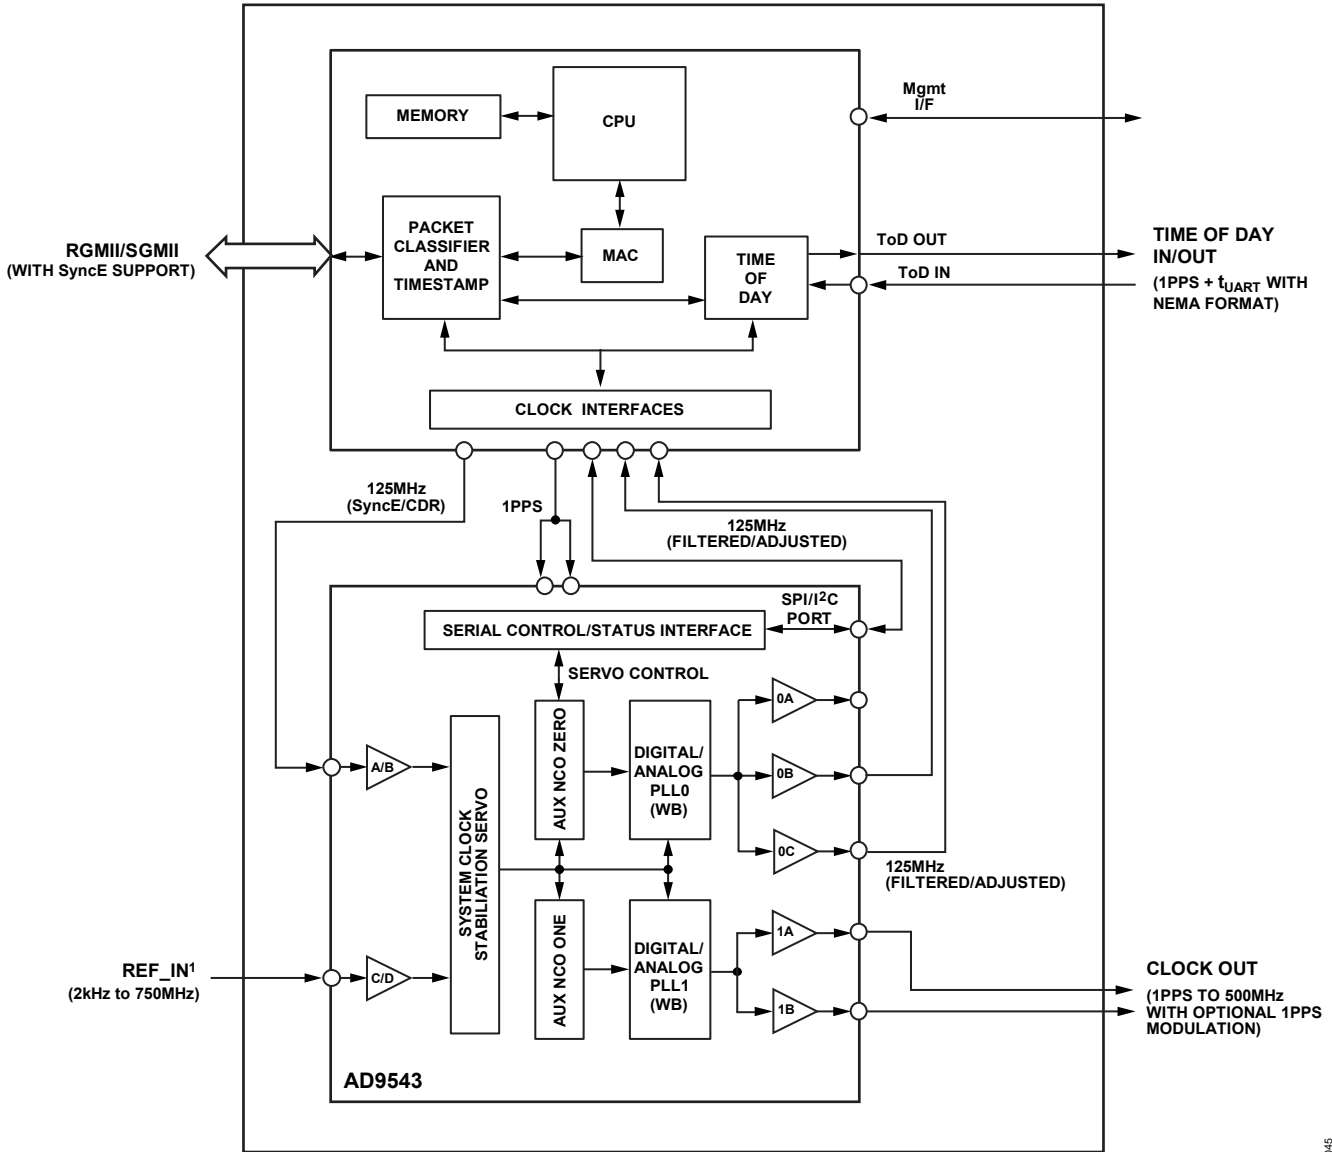 Mgmt
I/F
MEMORY
CPU
RGMII/SGMII
(WITH SyncE SUPPORT)
PACKET
CLASSIFIER
AND
TIMESTAMP
MAC
TIME
OF
DAY
ToD OUT
ToD IN
TIME OF DAY
IN/OUT
(1PPS + tUART WITH
NEMA FORMAT)
CLOCK INTERFACES
125MHz
(SyncE/CDR)
1PPS
125MHz
(FILTERED/ADJUSTED)
SPI/I2C
PORT
SERIAL CONTROL/STATUS INTERFACE
SERVO CONTROL
A/B
C/D
SYSTEM CLOCK
STABILIATION SERVO
AUX NCO ZERO
DIGITAL/
ANALOG
PLL0
(WB)
0A
0B
0C
125MHz
(FILTERED/ADJUSTED)
AUX NCO ONE
DIGITAL/
ANALOG
PLL1
(WB)
1A
1B
REF_IN1
(2kHz to 750MHz)
CLOCK OUT
(1PPS TO 500MHz
WITH OPTIONAL 1PPS
MODULATION)
AD9543
045